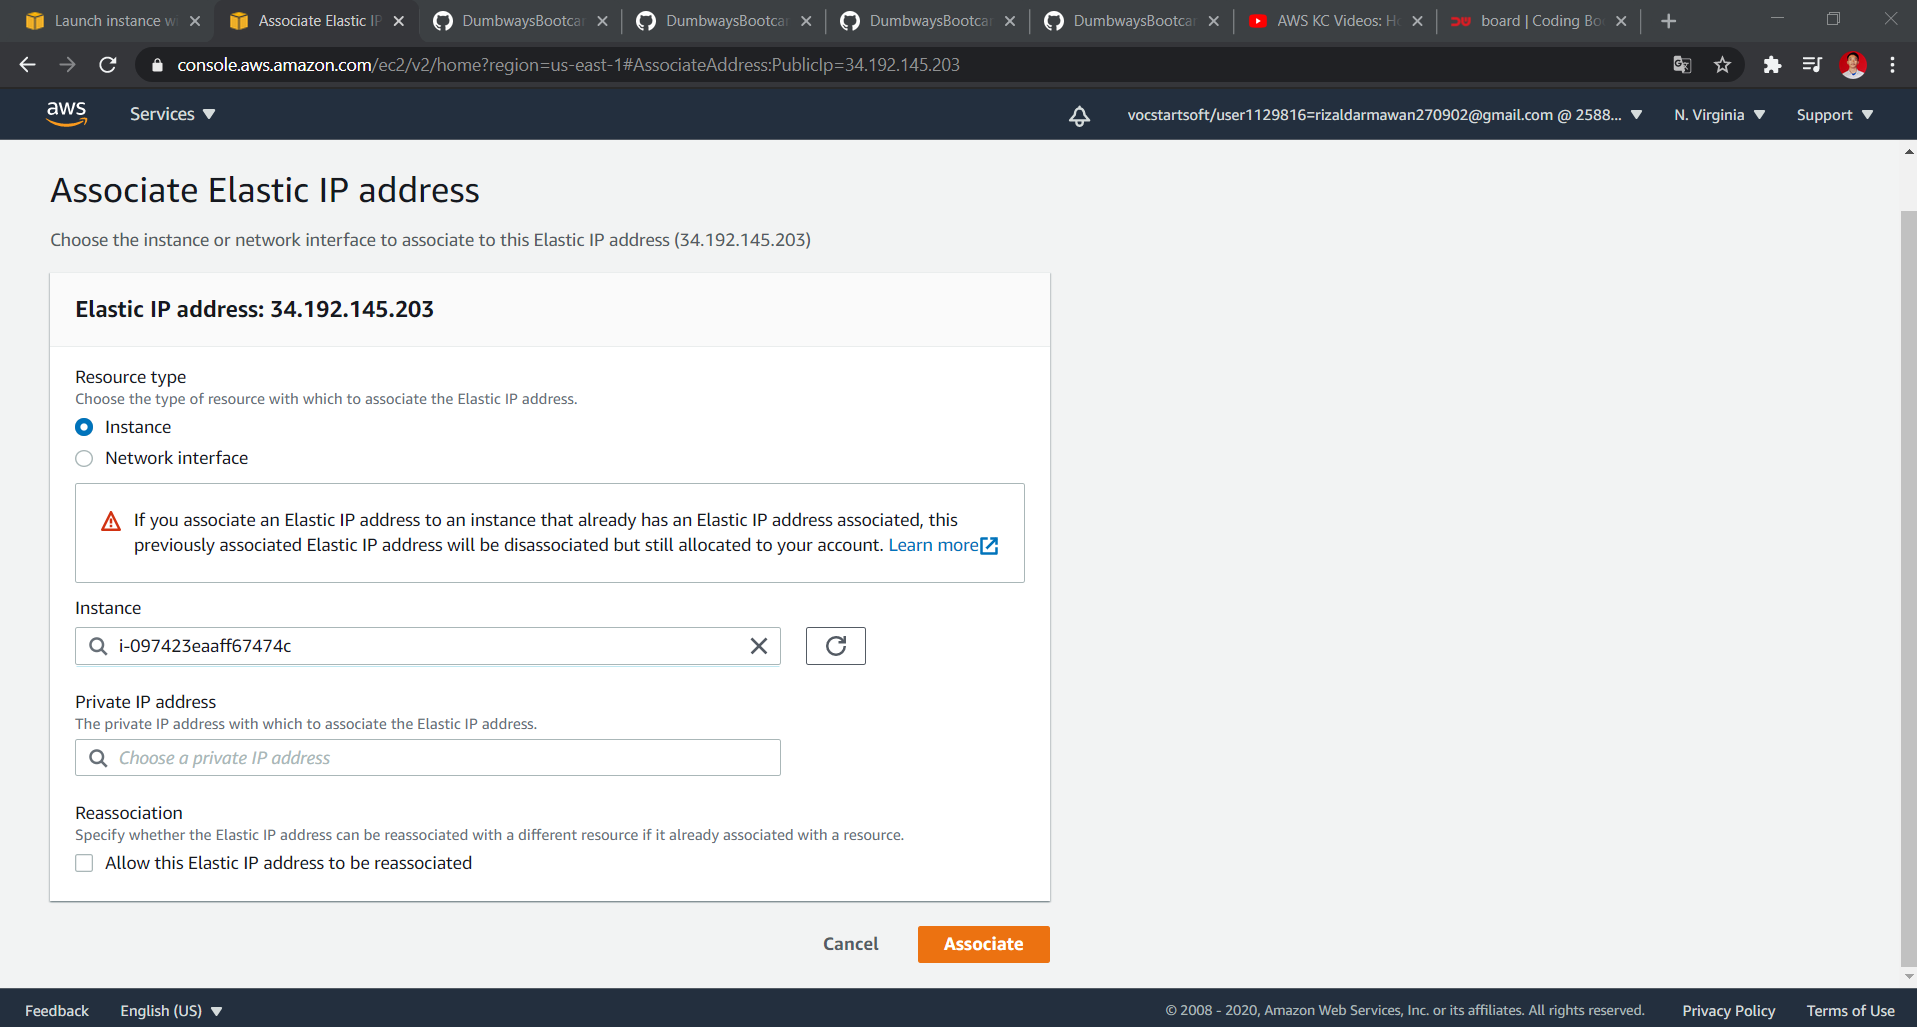 Launch instance wi
Associate Elastic IP
DumbwaysBootcar
DumbwaysBootcar
DumbwaysBootcar
DumbwaysBootcar
AWS KC Videos: Ho
board | Coding Boo
console.aws.amazon.com/ec2/v2/home?region=us-east-1#AssociateAddress:PublicIp=34.192.145.203
aws
Services
vocstartsoft/user1129816=rizaldarmawan270902@gmail.com @ 2588...
N. Virginia
Support
Associate Elastic IP address
Choose the instance or network interface to associate to this Elastic IP address (34.192.145.203)
Elastic IP address: 34.192.145.203
Resource type
Choose the type of resource with which to associate the Elastic IP address.
Instance
Network interface
If you associate an Elastic IP address to an instance that already has an Elastic IP address associated, this
previously associated Elastic IP address will be disassociated but still allocated to your account. Learn more
Instance
i-097423eaaff67474c
Private IP address
The private IP address with which to associate the Elastic IP address.
Choose a private IP address
Reassociation
Specify whether the Elastic IP address can be reassociated with a different resource if it already associated with a resource.
Allow this Elastic IP address to be reassociated
Cancel
Associate
Feedback
English (US)
© 2008 - 2020, Amazon Web Services, Inc. or its affiliates. All rights reserved.
Privacy Policy
Terms of Use